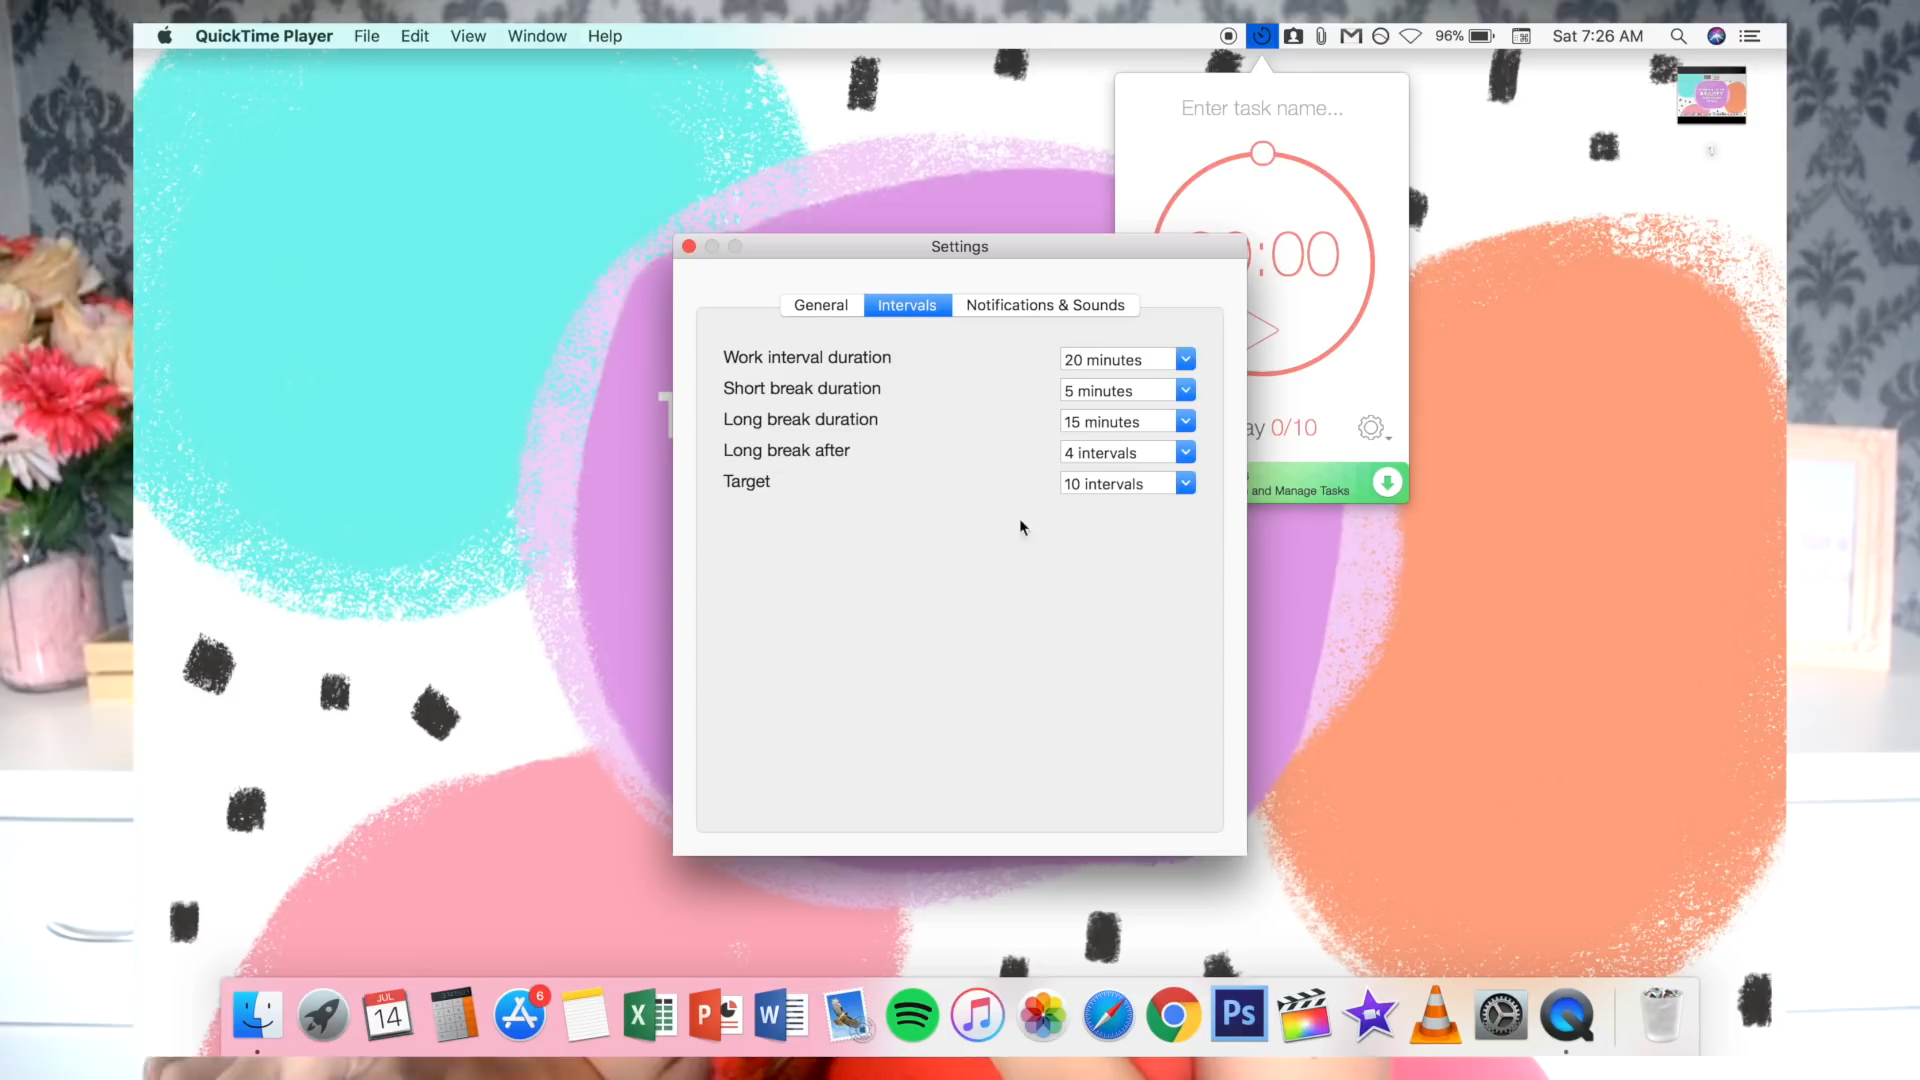 QuickTime Player File Edit View Window Help 96% Sat 7:26 AM
Enter task name...
1
:00
Settings
General Intervals Notifications & Sounds
Work interval duration 20 minutes
Short break duration 5 minutes
Long break duration 15 minutes
Long break after 4 intervals
Target 10 intervals
ay 0/10
and Manage Tasks
T
JUL
14
6
X
P
W
Ps